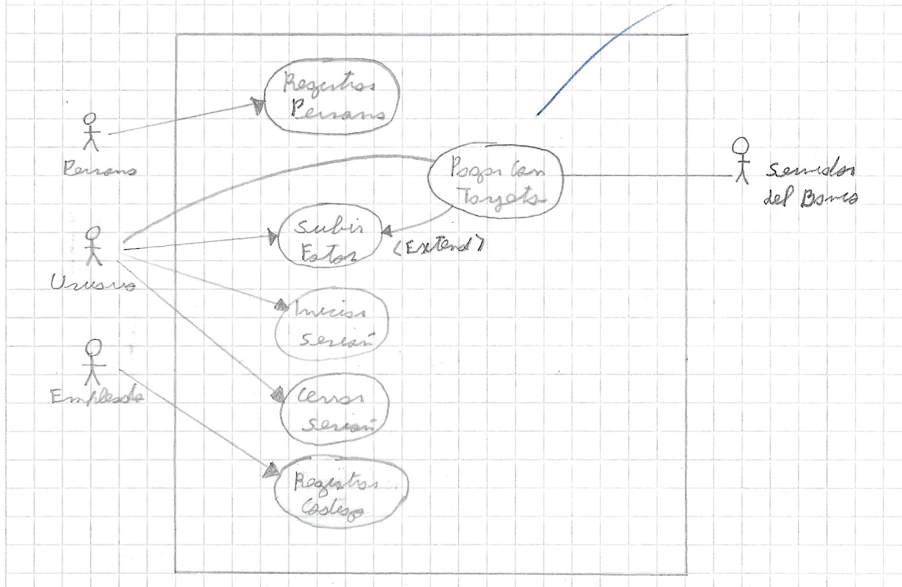 Registrar
Persona
Persona
Pagar Con
Tarjeta
Servidor
del Banco
Subir
Fotos
(Extend)
Usuario
Iniciar
Sesión
Empleado
Cerrar
Sesión
Registrar
Codigo